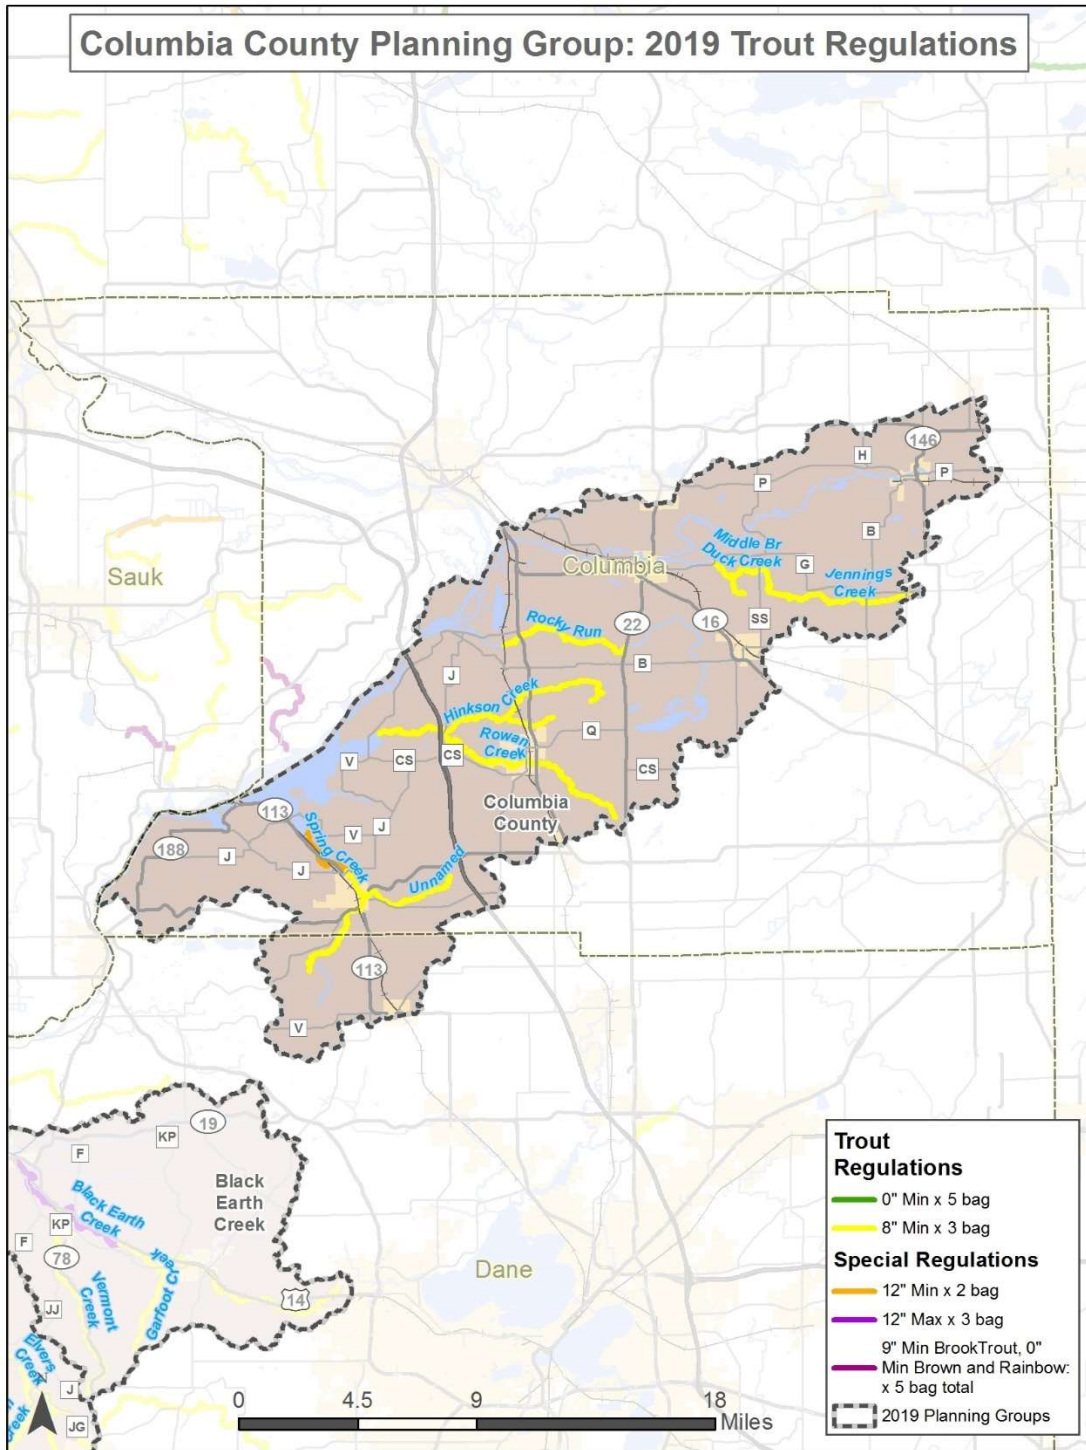 Columbia County Planning Group: 2019 Trout Regulations
146
H
P
P
B
Middle Br
Duck Creek
G
Jennings
Creek
Columbia
Sauk
Rocky Run
22
16
SS
B
J
Hinkson Creek
Rowan
Creek
Q
V
CS
CS
CS
Columbia
County
113
Spring Creek
V
J
188
J
J
Unnamed
113
V
19
KP
F
Black
Earth
Creek
Black Earth
Creek
KP
F
78
Garfoot Creek
Vermont
Creek
14
JJ
Dane
Elvers
Creek
J
N
Creek
JG
0 4.5 9 18
Miles
Trout
Regulations
0" Min x 5 bag
8" Min x 3 bag
Special Regulations
12" Min x 2 bag
12" Max x 3 bag
9" Min BrookTrout, 0"
Min Brown and Rainbow:
x 5 bag total
2019 Planning Groups